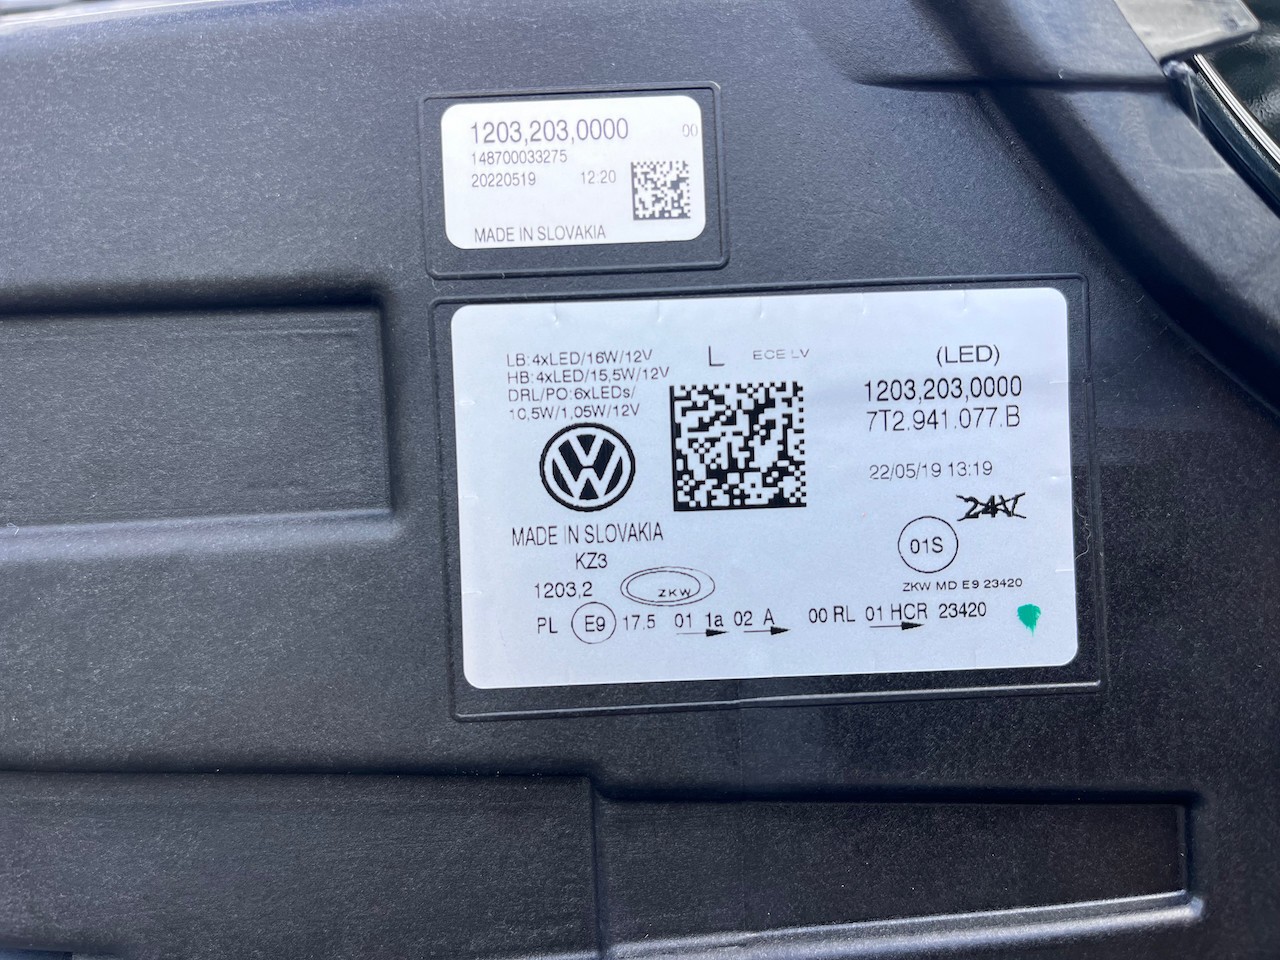 1203,203,0000 00
148700033275
20220519 12:20
MADE IN SLOVAKIA
LB: 4xLED/16W/12V L ECE LV (LED)
HB: 4xLED/15,5W/12V
DRL/PO: 6xLEDs/
10,5W/1,05W/12V
1203,203,0000
7T2.941.077.B
22/05/19 13:19
24V
MADE IN SLOVAKIA
KZ3
01S
1203,2 ZKW
ZKW MD E9 23420
PL E9 17.5 01 1a 02 A 00 RL 01 HCR 23420